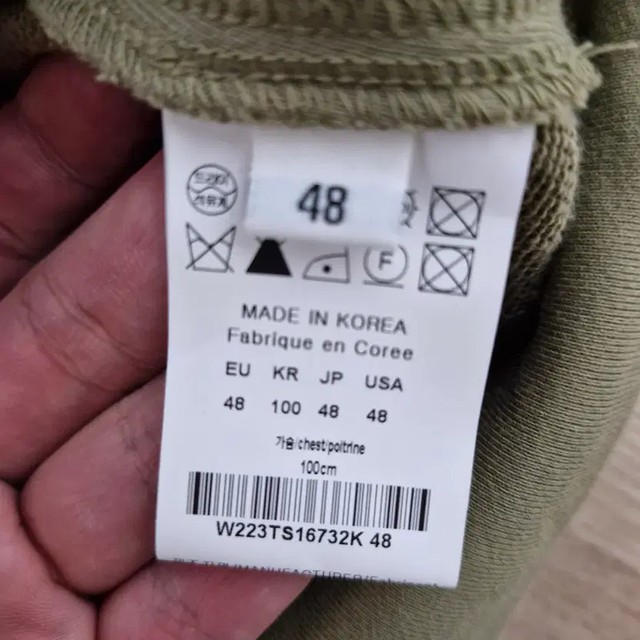 48
F
MADE IN KOREA
Fabrique en Coree
EU KR JP USA
48 100 48 48
가슴/chest/poitrine
100cm
W223TS16732K 48